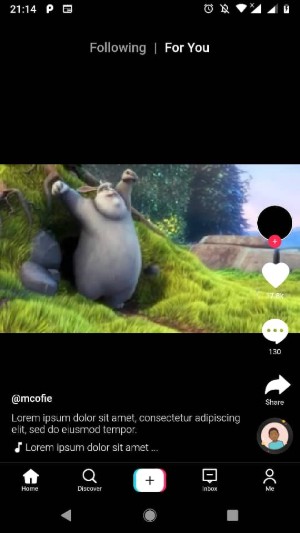 21:14
Following | For You
130
Share
@mcofie
Lorem ipsum dolor sit amet, consectetur adipiscing
elit, sed do eiusmod tempor.
Lorem ipsum dolor sit amet ...
Home Discover Inbox Me